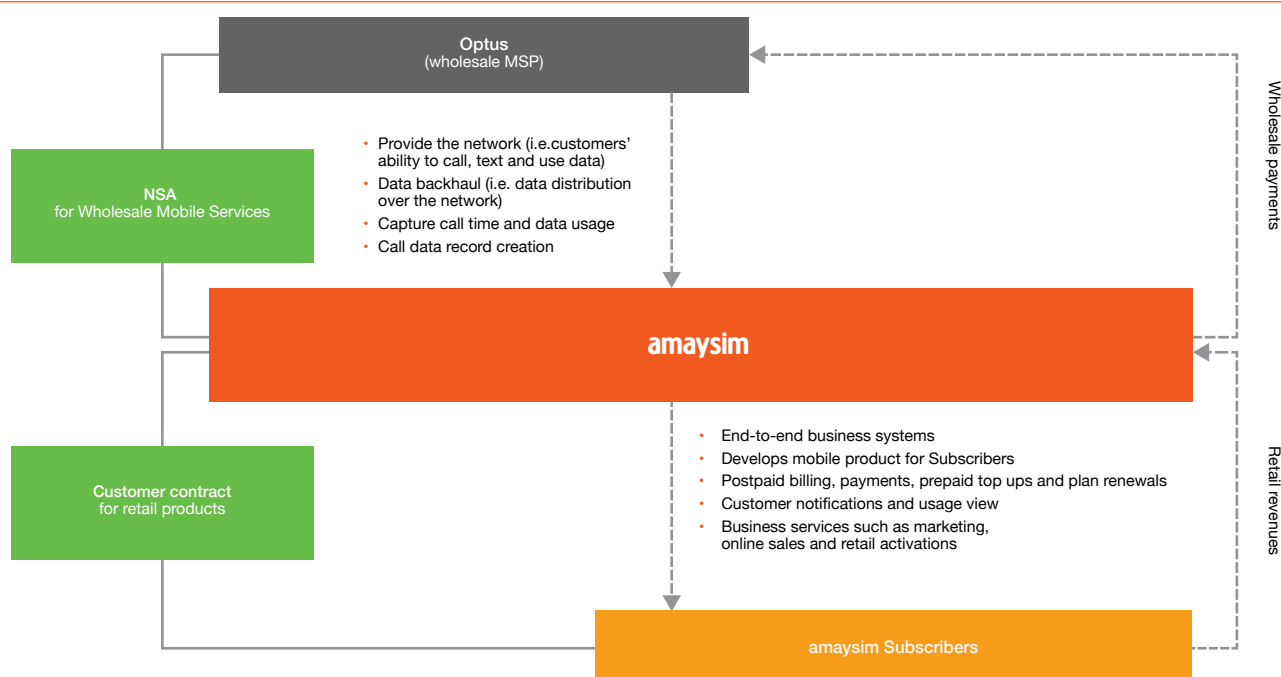 Optus
(wholesale MSP)
• Provide the network (i.e.customers’
ability to call, text and use data)
• Data backhaul (i.e. data distribution
over the network)
• Capture call time and data usage
• Call data record creation
NSA
for Wholesale Mobile Services
Wholesale payments
amaysim
• End-to-end business systems
• Develops mobile product for Subscribers
• Postpaid billing, payments, prepaid top ups and plan renewals
• Customer notifications and usage view
• Business services such as marketing,
online sales and retail activations
Customer contract
for retail products
Retail revenues
amaysim Subscribers